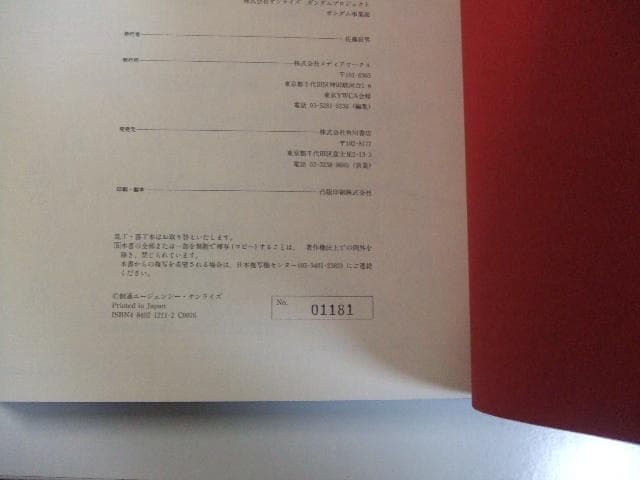 株式会社サンライズ ガンダムプロジェクト
ガンダム事業部
発行者 佐藤辰男
発行所 株式会社メディアワークス
〒101-8305
東京都千代田区神田駿河台1-8
東京YWCA会館
電話 03-5281-5236 (編集)
発売元 株式会社角川書店
〒102-8177
東京都千代田区富士見2-13-3
電話 03-3238-8605 (営業)
印刷・製本 凸版印刷株式会社
乱丁・落丁本はお取り替えいたします。
本書の全部または一部を無断で複写(コピー)することは、著作権法上での例外を
除き、禁じられています。
本書からの複写を希望される場合は、日本複写権センター(03-3401-2382)にご連絡
ください。
©創通エージェンシー・サンライズ
Printed in Japan
ISBN4-8402-1211-2 C0076
No. 01181